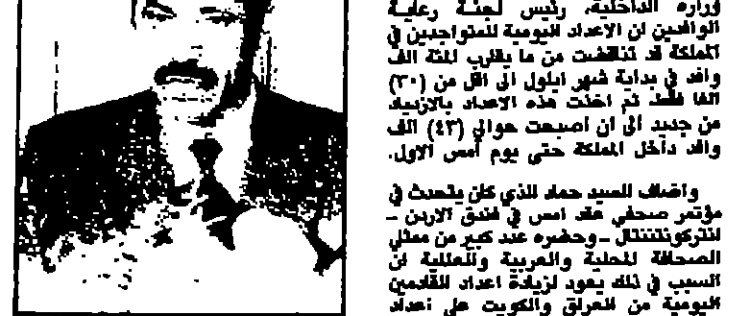 وزارة الداخلية، رئيس لجنة رعاية
الوافدين ان الاعداد اليومية للمتواجدين في
المملكة قد تناقصت من ما يقارب المئة الف
وافد في بداية شهر ايلول الى اقل من (٣٠)
الفا فقط، ثم اخذت هذه الاعداد بالازدياد
من جديد الى ان اصبحت حوالي (٤٣) الف
وافد داخل المملكة حتى يوم أمس الاول.
واضاف السيد حماد الذي كان يتحدث في
مؤتمر صحفي عقد امس في فندق الاردن -
انتركونتننتال - وحضره عدد كبير من ممثلي
الصحافة المحلية والعربية والعالمية ان
السبب في ذلك يعود لزيادة اعداد القادمين
اليومية من العراق والكويت على اعداد